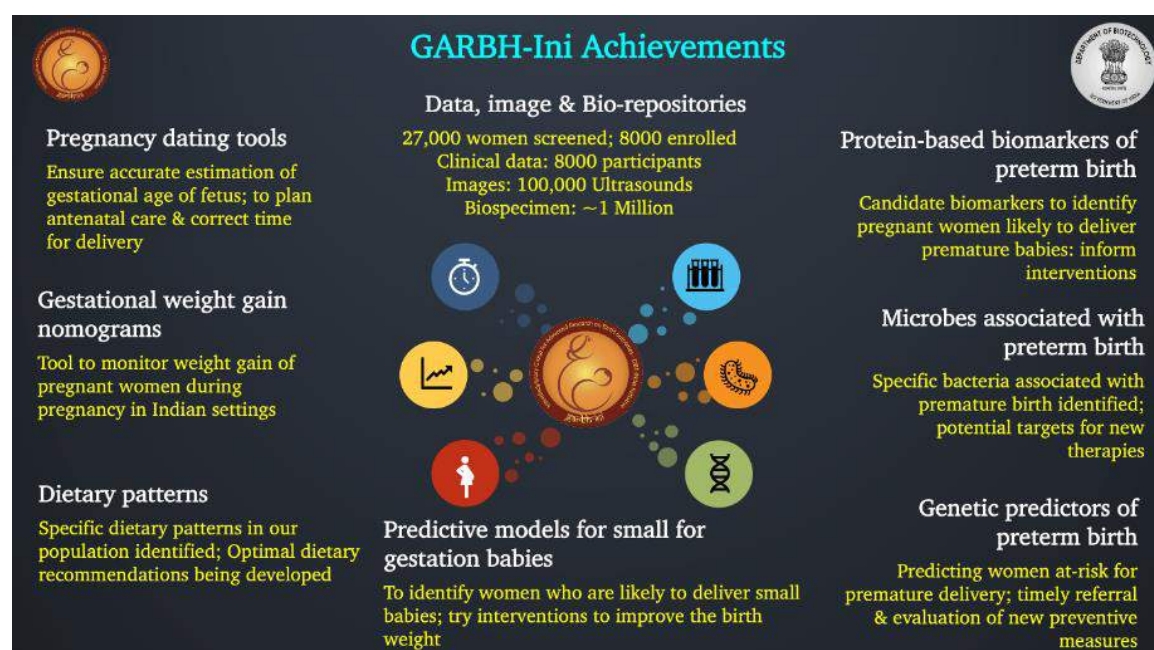 GARBH-Ini Achievements
DEPARTMENT OF BIOTECHNOLOGY
GOVERNMENT OF INDIA
Data, image & Bio-repositories
27,000 women screened; 8000 enrolled
Clinical data: 8000 participants
Images: 100,000 Ultrasounds
Biospecimen: ~1 Million
Pregnancy dating tools
Ensure accurate estimation of
gestational age of fetus; to plan
antenatal care & correct time
for delivery
Gestational weight gain
nomograms
Tool to monitor weight gain of
pregnant women during
pregnancy in Indian settings
Dietary patterns
Specific dietary patterns in our
population identified; Optimal dietary
recommendations being developed
Predictive models for small for
gestation babies
To identify women who are likely to deliver small
babies; try interventions to improve the birth
weight
Protein-based biomarkers of
preterm birth
Candidate biomarkers to identify
pregnant women likely to deliver
premature babies: inform
interventions
Microbes associated with
preterm birth
Specific bacteria associated with
premature birth identified;
potential targets for new
therapies
Genetic predictors of
preterm birth
Predicting women at-risk for
premature delivery; timely referral
& evaluation of new preventive
measures